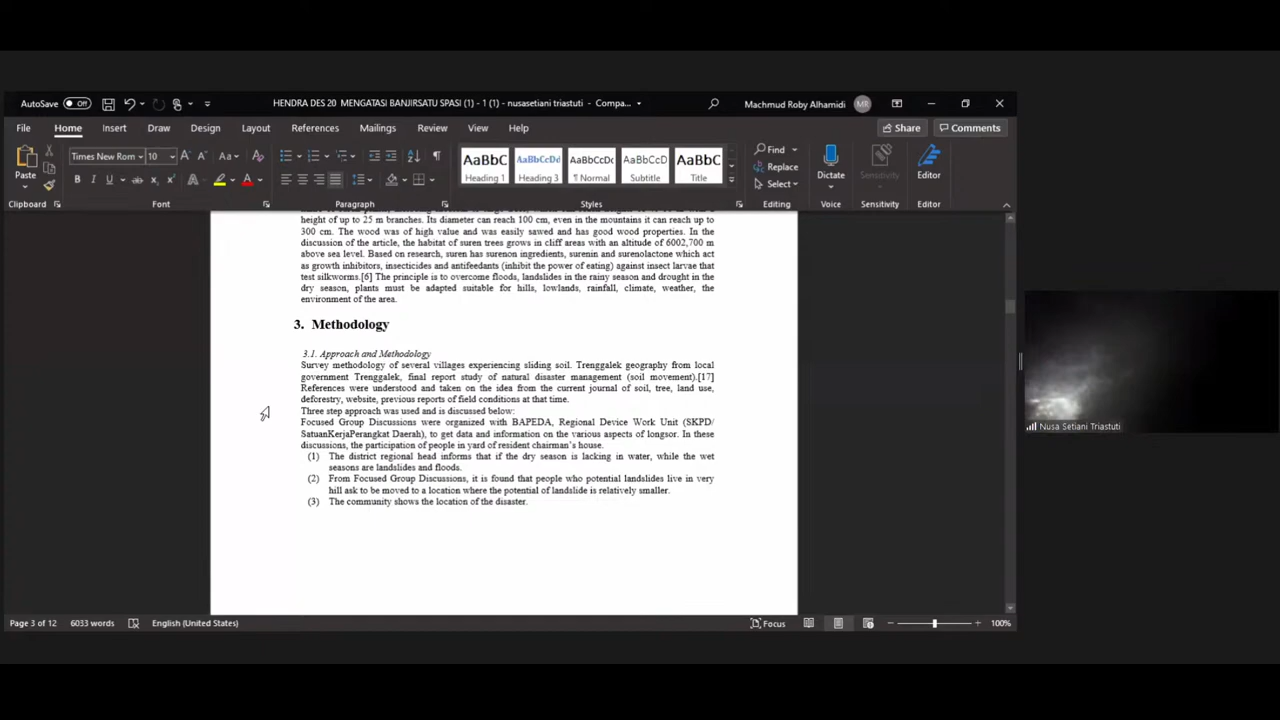 AutoSave Off
HENDRA DES 20 MENGATASI BANJIRSATU SPASI (1) - 1 (1) - nusasetiani triastuti - Compa...
Machmud Roby Alhamidi MR
File Home Insert Draw Design Layout References Mailings Review View Help
Share Comments
Paste
Times New Rom 10
AaBbC AaBbCcDd AaBbCcDc AaBbCcD AaBbC
Heading 1 Heading 3 ¶ Normal Subtitle Title
Find
Replace
Select
Dictate Sensitivity Editor
Clipboard Font Paragraph Styles Editing Voice Sensitivity Editor
height of up to 25 m branches. Its diameter can reach 100 cm, even in the mountains it can reach up to
300 cm. The wood was of high value and was easily sawed and has good wood properties. In the
discussion of the article, the habitat of suren trees grows in cliff areas with an altitude of 6002,700 m
above sea level. Based on research, suren has surenon ingredients, surenin and surenolactone which act
as growth inhibitors, insecticides and antifeedants (inhibit the power of eating) against insect larvae that
test silkworms.[6] The principle is to overcome floods, landslides in the rainy season and drought in the
dry season, plants must be adapted suitable for hills, lowlands, rainfall, climate, weather, the
environment of the area.
3. Methodology
3.1. Approach and Methodology
Survey methodology of several villages experiencing sliding soil. Trenggalek geography from local
government Trenggalek, final report study of natural disaster management (soil movement).[17]
References were understood and taken on the idea from the current journal of soil, tree, land use,
deforestry, website, previous reports of field conditions at that time.
Three step approach was used and is discussed below:
Focused Group Discussions were organized with BAPEDA, Regional Device Work Unit (SKPD/
SatuanKerjaPerangkat Daerah), to get data and information on the various aspects of longsor. In these
discussions, the participation of people in yard of resident chairman's house.
(1) The district regional head informs that if the dry season is lacking in water, while the wet
seasons are landslides and floods.
(2) From Focused Group Discussions, it is found that people who potential landslides live in very
hill ask to be moved to a location where the potential of landslide is relatively smaller.
(3) The community shows the location of the disaster.
Nusa Setiani Triastuti
Page 3 of 12 6033 words English (United States) Focus 100%